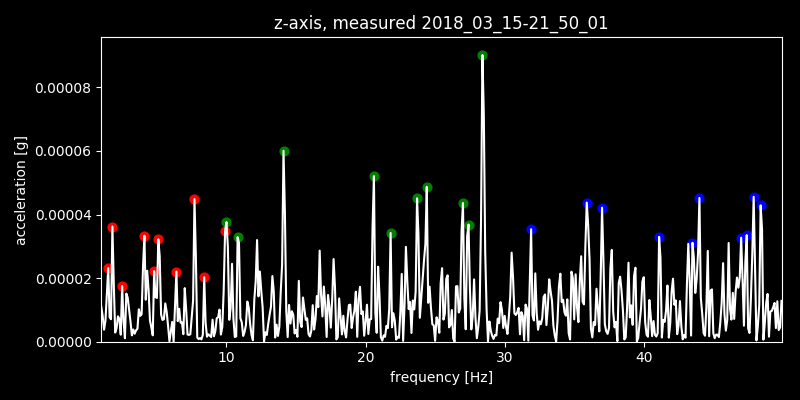 z-axis, measured 2018_03_15-21_50_01
0.00008
0.00006
0.00004
0.00002
0.00000
acceleration [g]
10 20 30 40
frequency [Hz]